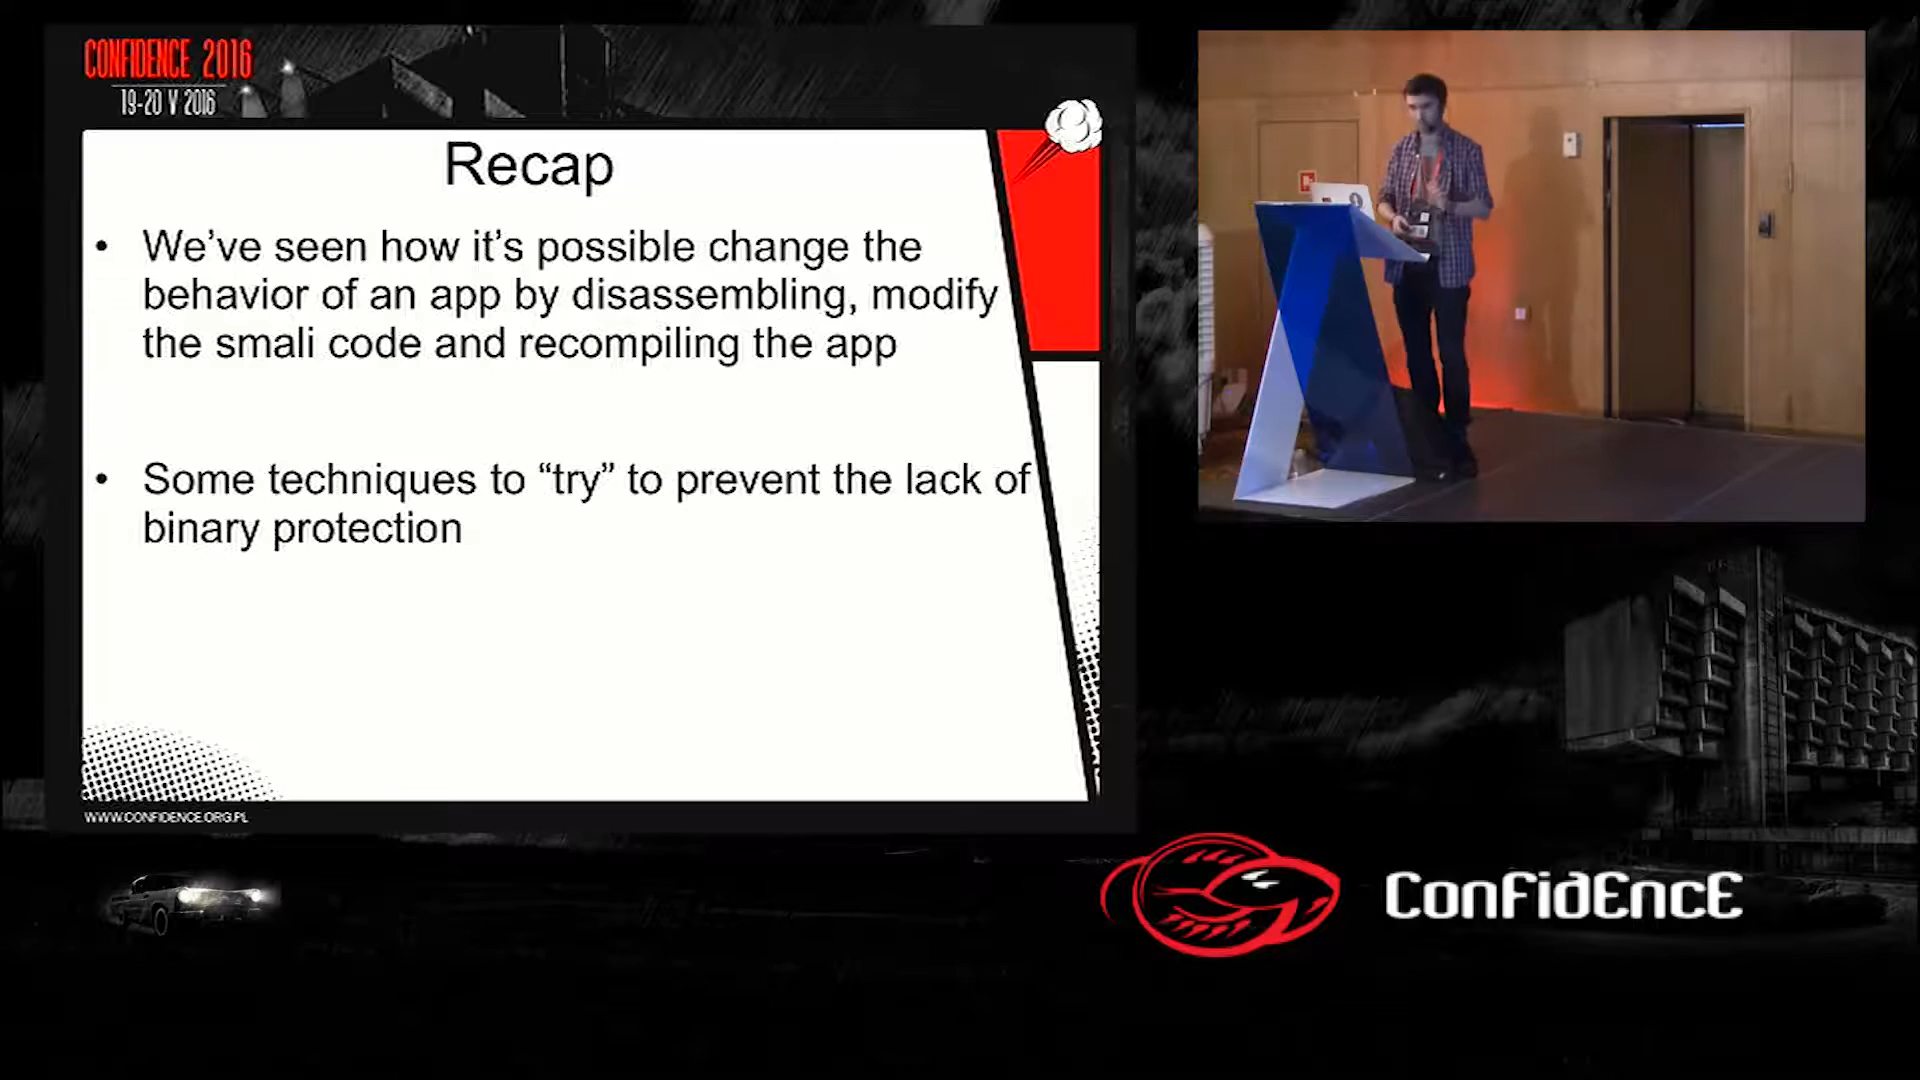 CONFIDENCE 2016
19-20 V 2016
Recap
• We’ve seen how it’s possible change the
behavior of an app by disassembling, modify
the smali code and recompiling the app
• Some techniques to “try” to prevent the lack of
binary protection
WWW.CONFIDENCE.ORG.PL
ConFidEncE